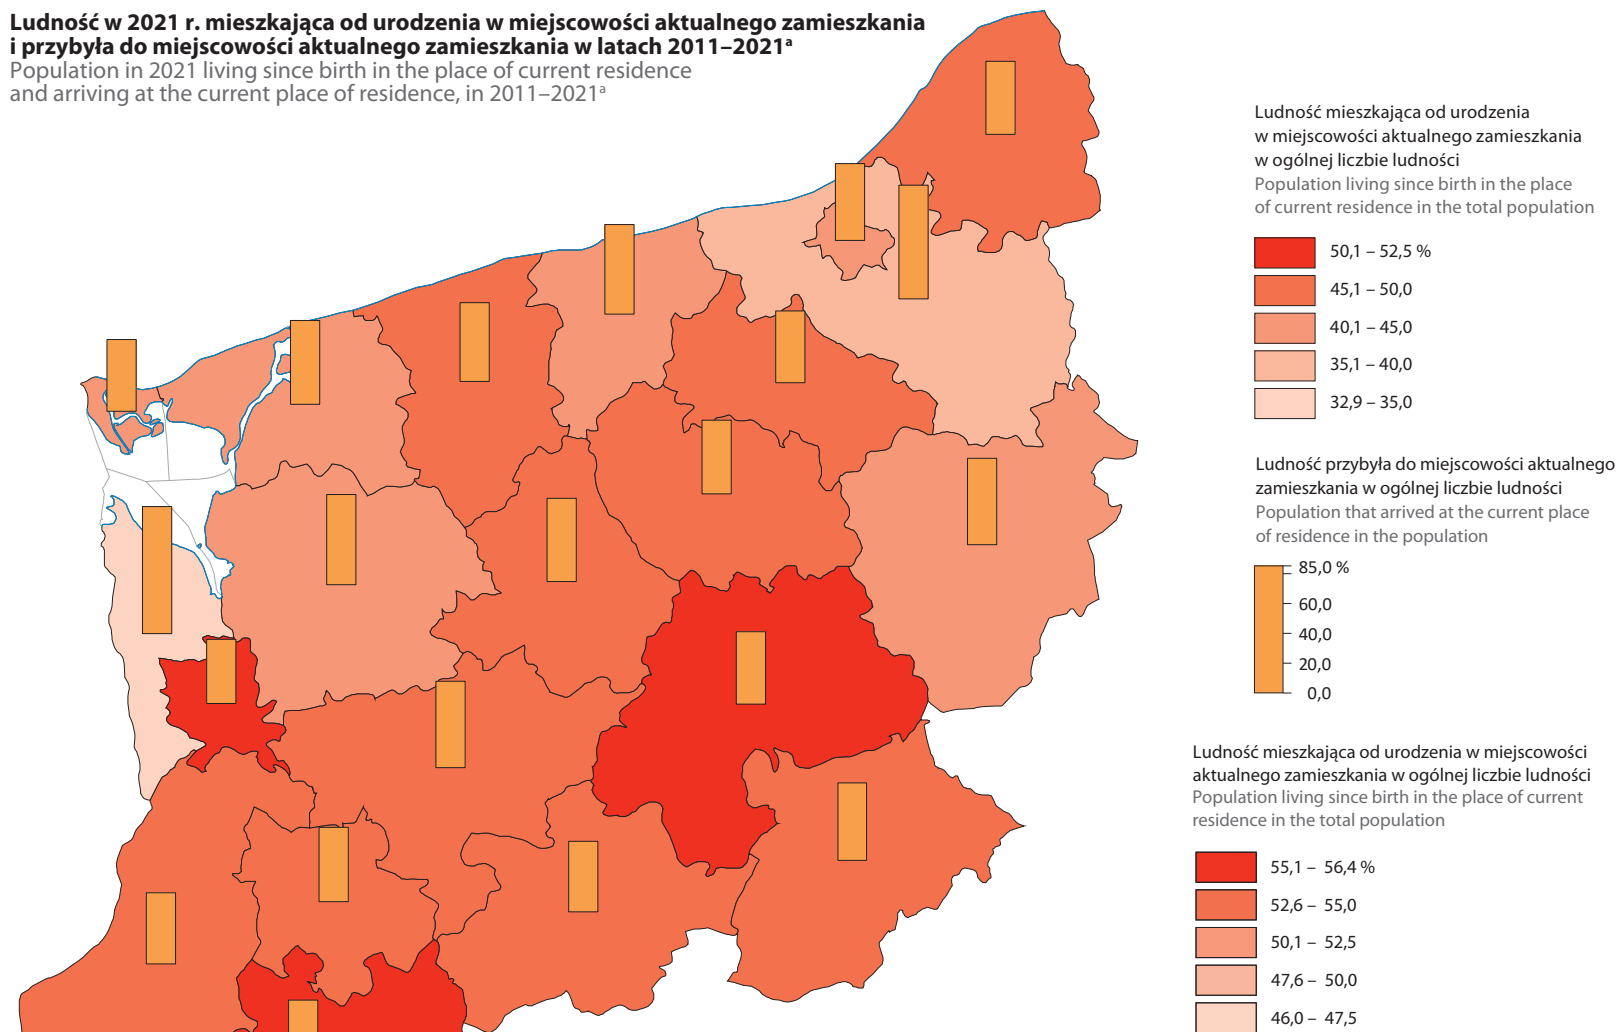 Ludność w 2021 r. mieszkająca od urodzenia w miejscowości aktualnego zamieszkania
i przybyła do miejscowości aktualnego zamieszkania w latach 2011–2021ᵃ
Population in 2021 living since birth in the place of current residence
and arriving at the current place of residence, in 2011–2021ᵃ
Ludność mieszkająca od urodzenia
w miejscowości aktualnego zamieszkania
w ogólnej liczbie ludności
Population living since birth in the place
of current residence in the total population
50,1 – 52,5 %
45,1 – 50,0
40,1 – 45,0
35,1 – 40,0
32,9 – 35,0
Ludność przybyła do miejscowości aktualnego
zamieszkania w ogólnej liczbie ludności
Population that arrived at the current place
of residence in the population
85,0 %
60,0
40,0
20,0
0,0
Ludność mieszkająca od urodzenia w miejscowości
aktualnego zamieszkania w ogólnej liczbie ludności
Population living since birth in the place of current
residence in the total population
55,1 – 56,4 %
52,6 – 55,0
50,1 – 52,5
47,6 – 50,0
46,0 – 47,5